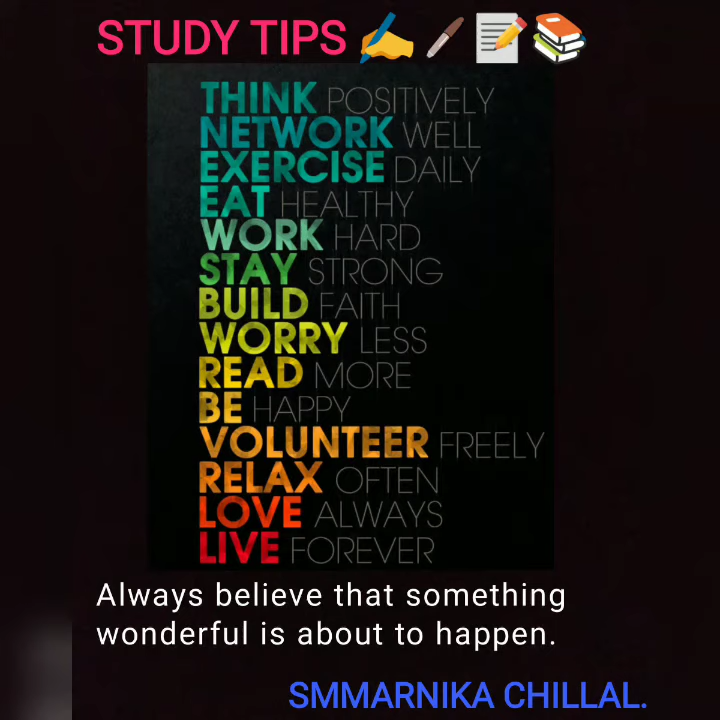 STUDY TIPS ✍️🖋️📝📚
THINK POSITIVELY
NETWORK WELL
EXERCISE DAILY
EAT HEALTHY
WORK HARD
STAY STRONG
BUILD FAITH
WORRY LESS
READ MORE
BE HAPPY
VOLUNTEER FREELY
RELAX OFTEN
LOVE ALWAYS
LIVE FOREVER
Always believe that something
wonderful is about to happen.
SMMARNIKA CHILLAL.